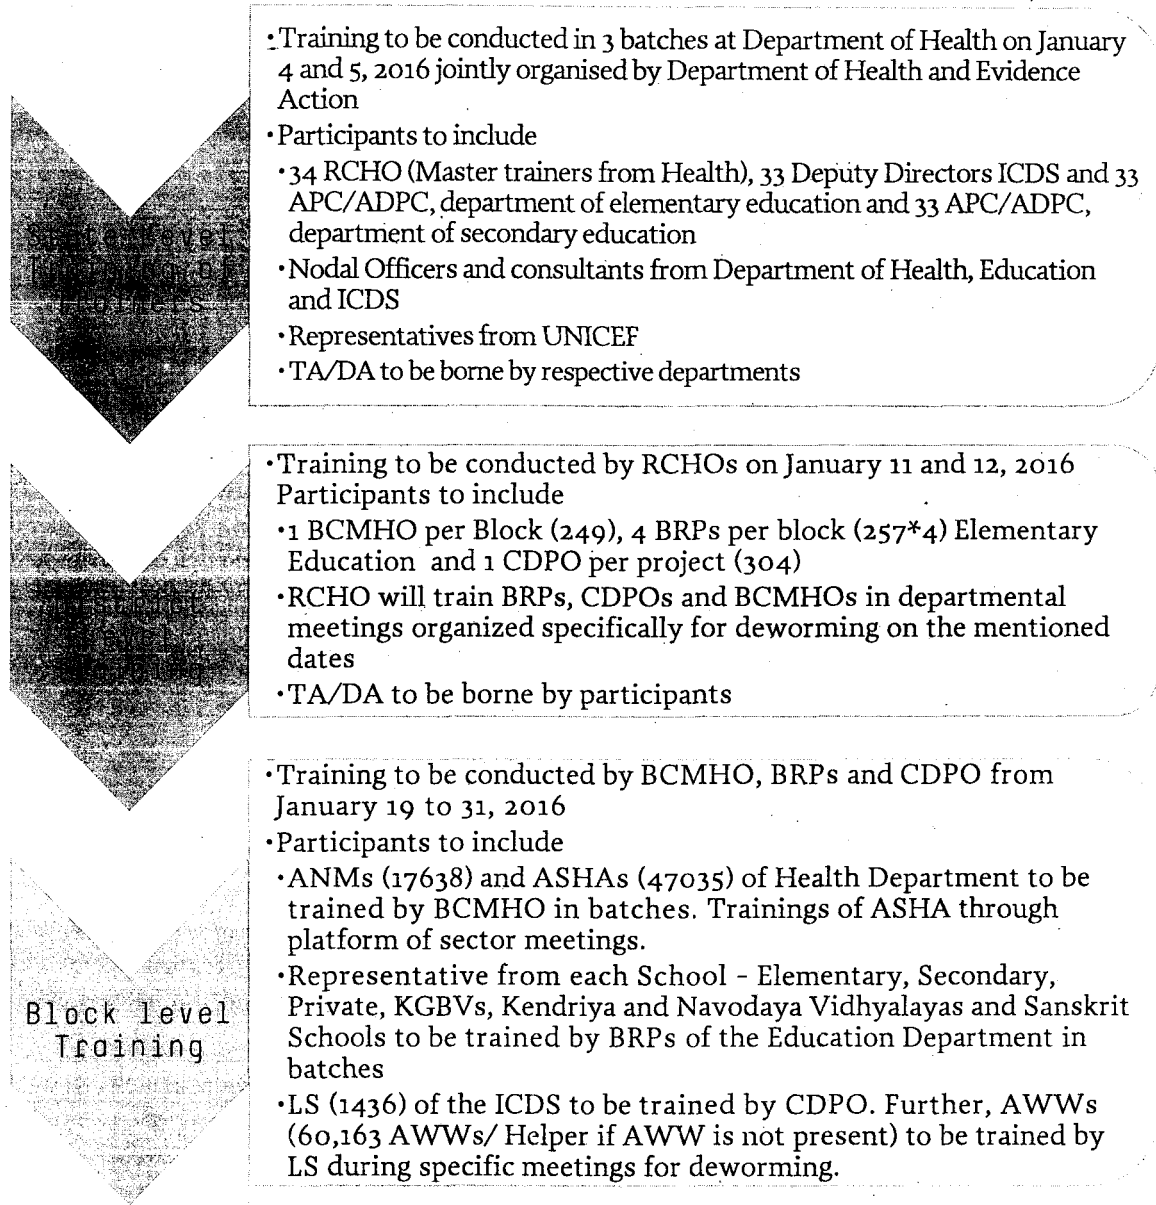 State Level
Training of
Trainers
•Training to be conducted in 3 batches at Department of Health on January
4 and 5, 2016 jointly organised by Department of Health and Evidence
Action
•Participants to include
•34 RCHO (Master trainers from Health), 33 Deputy Directors ICDS and 33
APC/ADPC, department of elementary education and 33 APC/ADPC,
department of secondary education
•Nodal Officers and consultants from Department of Health, Education
and ICDS
•Representatives from UNICEF
•TA/DA to be borne by respective departments
District
Level
Training
•Training to be conducted by RCHOs on January 11 and 12, 2016
Participants to include
•1 BCMHO per Block (249), 4 BRPs per block (257*4) Elementary
Education and 1 CDPO per project (304)
•RCHO will train BRPs, CDPOs and BCMHOs in departmental
meetings organized specifically for deworming on the mentioned
dates
•TA/DA to be borne by participants
Block level
Training
•Training to be conducted by BCMHO, BRPs and CDPO from
January 19 to 31, 2016
•Participants to include
•ANMs (17638) and ASHAs (47035) of Health Department to be
trained by BCMHO in batches. Trainings of ASHA through
platform of sector meetings.
•Representative from each School - Elementary, Secondary,
Private, KGBVs, Kendriya and Navodaya Vidhyalayas and Sanskrit
Schools to be trained by BRPs of the Education Department in
batches
•LS (1436) of the ICDS to be trained by CDPO. Further, AWWs
(60,163 AWWs/ Helper if AWW is not present) to be trained by
LS during specific meetings for deworming.